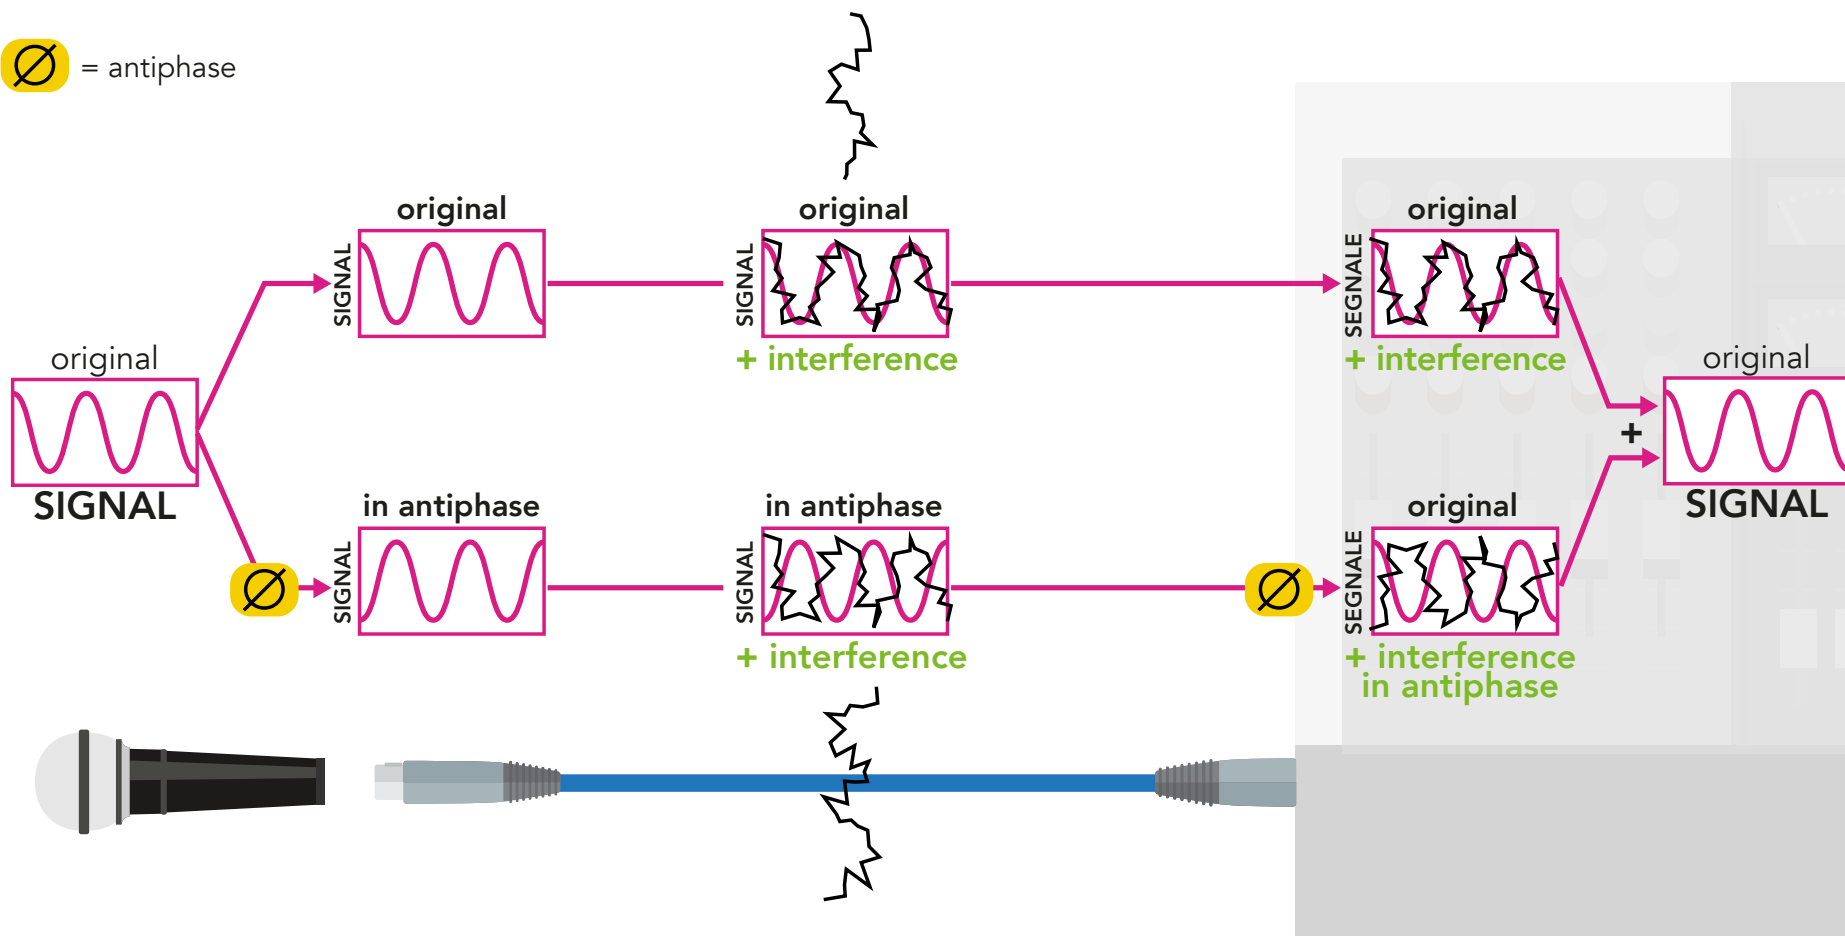 = antiphase
original
SIGNAL
original
SIGNAL
original
+ interference
SIGNAL
in antiphase
SIGNAL
in antiphase
+ interference
SEGNALE
original
+ interference
SEGNALE
original
+ interference
in antiphase
+
original
SIGNAL